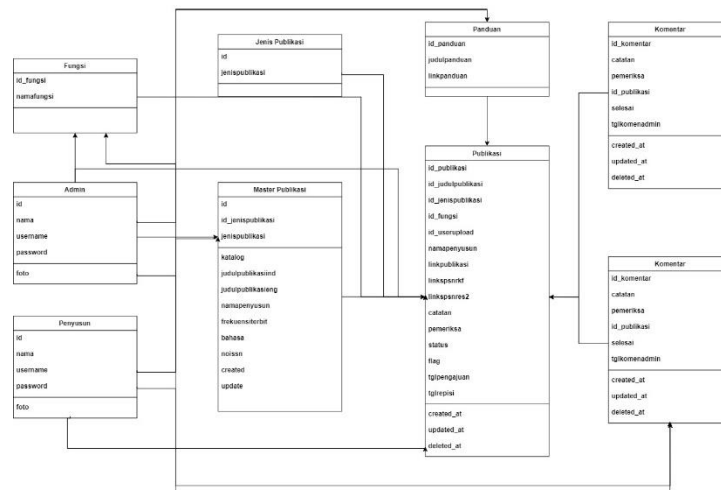 Fungsi
id_fungsi
namafungsi
Jenis Publikasi
id
jenispublikasi
Panduan
id_panduan
judulpanduan
linkpanduan
Komentar
id_komentar
catatan
pemeriksa
id_publikasi
selesai
tglkomenadmin
created_at
updated_at
deleted_at
Admin
id
nama
username
password
foto
Master Publikasi
id
id_jenispublikasi
jenispublikasi
katalog
judulpublikasiind
judulpublikasieng
namapenyusun
frekuensiterbit
bahasa
noissn
created
update
Publikasi
id_publikasi
id_judulpublikasi
id_jenispublikasi
id_fungsi
id_userupload
namapenyusun
linkpublikasi
linkspsnrkf
linkspsnres2
catatan
pemeriksa
status
flag
tglpengajuan
tglrepisi
created_at
updated_at
deleted_at
Komentar
id_komentar
catatan
pemeriksa
id_publikasi
selesai
tglkomenadmin
created_at
updated_at
deleted_at
Penyusun
id
nama
username
password
foto